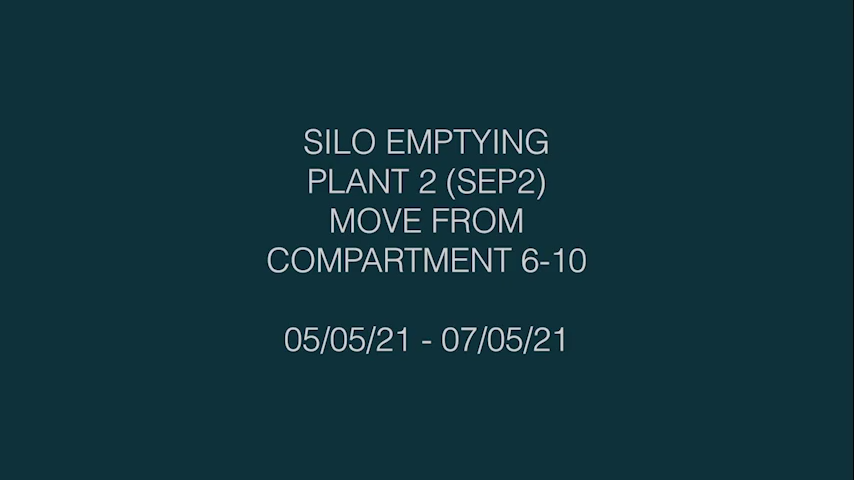 SILO EMPTYING
PLANT 2 (SEP2)
MOVE FROM
COMPARTMENT 6-10
05/05/21 - 07/05/21